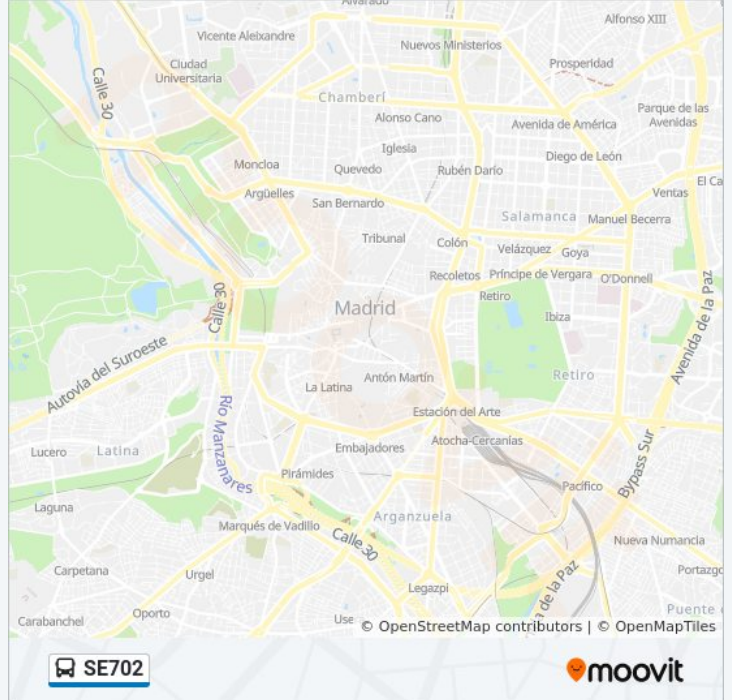 Alvarado
Alfonso XIII
Vicente Aleixandre
Nuevos Ministerios
Ciudad
Universitaria
Prosperidad
Calle 30
Chamberí
Parque de las
Avenidas
Alonso Cano
Avenida de América
Iglesia
Diego de León
Moncloa
Quevedo
Rubén Darío
El Ca
Argüelles
Ventas
San Bernardo
Salamanca
Manuel Becerra
Tribunal
Colón
Velázquez
Goya
Recoletos
Príncipe de Vergara
O'Donnell
Calle 30
Retiro
Madrid
Ibiza
Avenida de la Paz
Autovía del Suroeste
Antón Martín
Retiro
La Latina
Estación del Arte
Río Manzanares
Atocha-Cercanías
Lucero
Latina
Embajadores
Bypass Sur
Pirámides
Pacífico
Laguna
Arganzuela
Marqués de Vadillo
Calle 30
Nueva Numancia
Carpetana
Urgel
Portazgo
Legazpi
a de la Paz
Puente
Oporto
Carabanchel
Use
© OpenStreetMap contributors | © OpenMapTiles
SE702
moovit